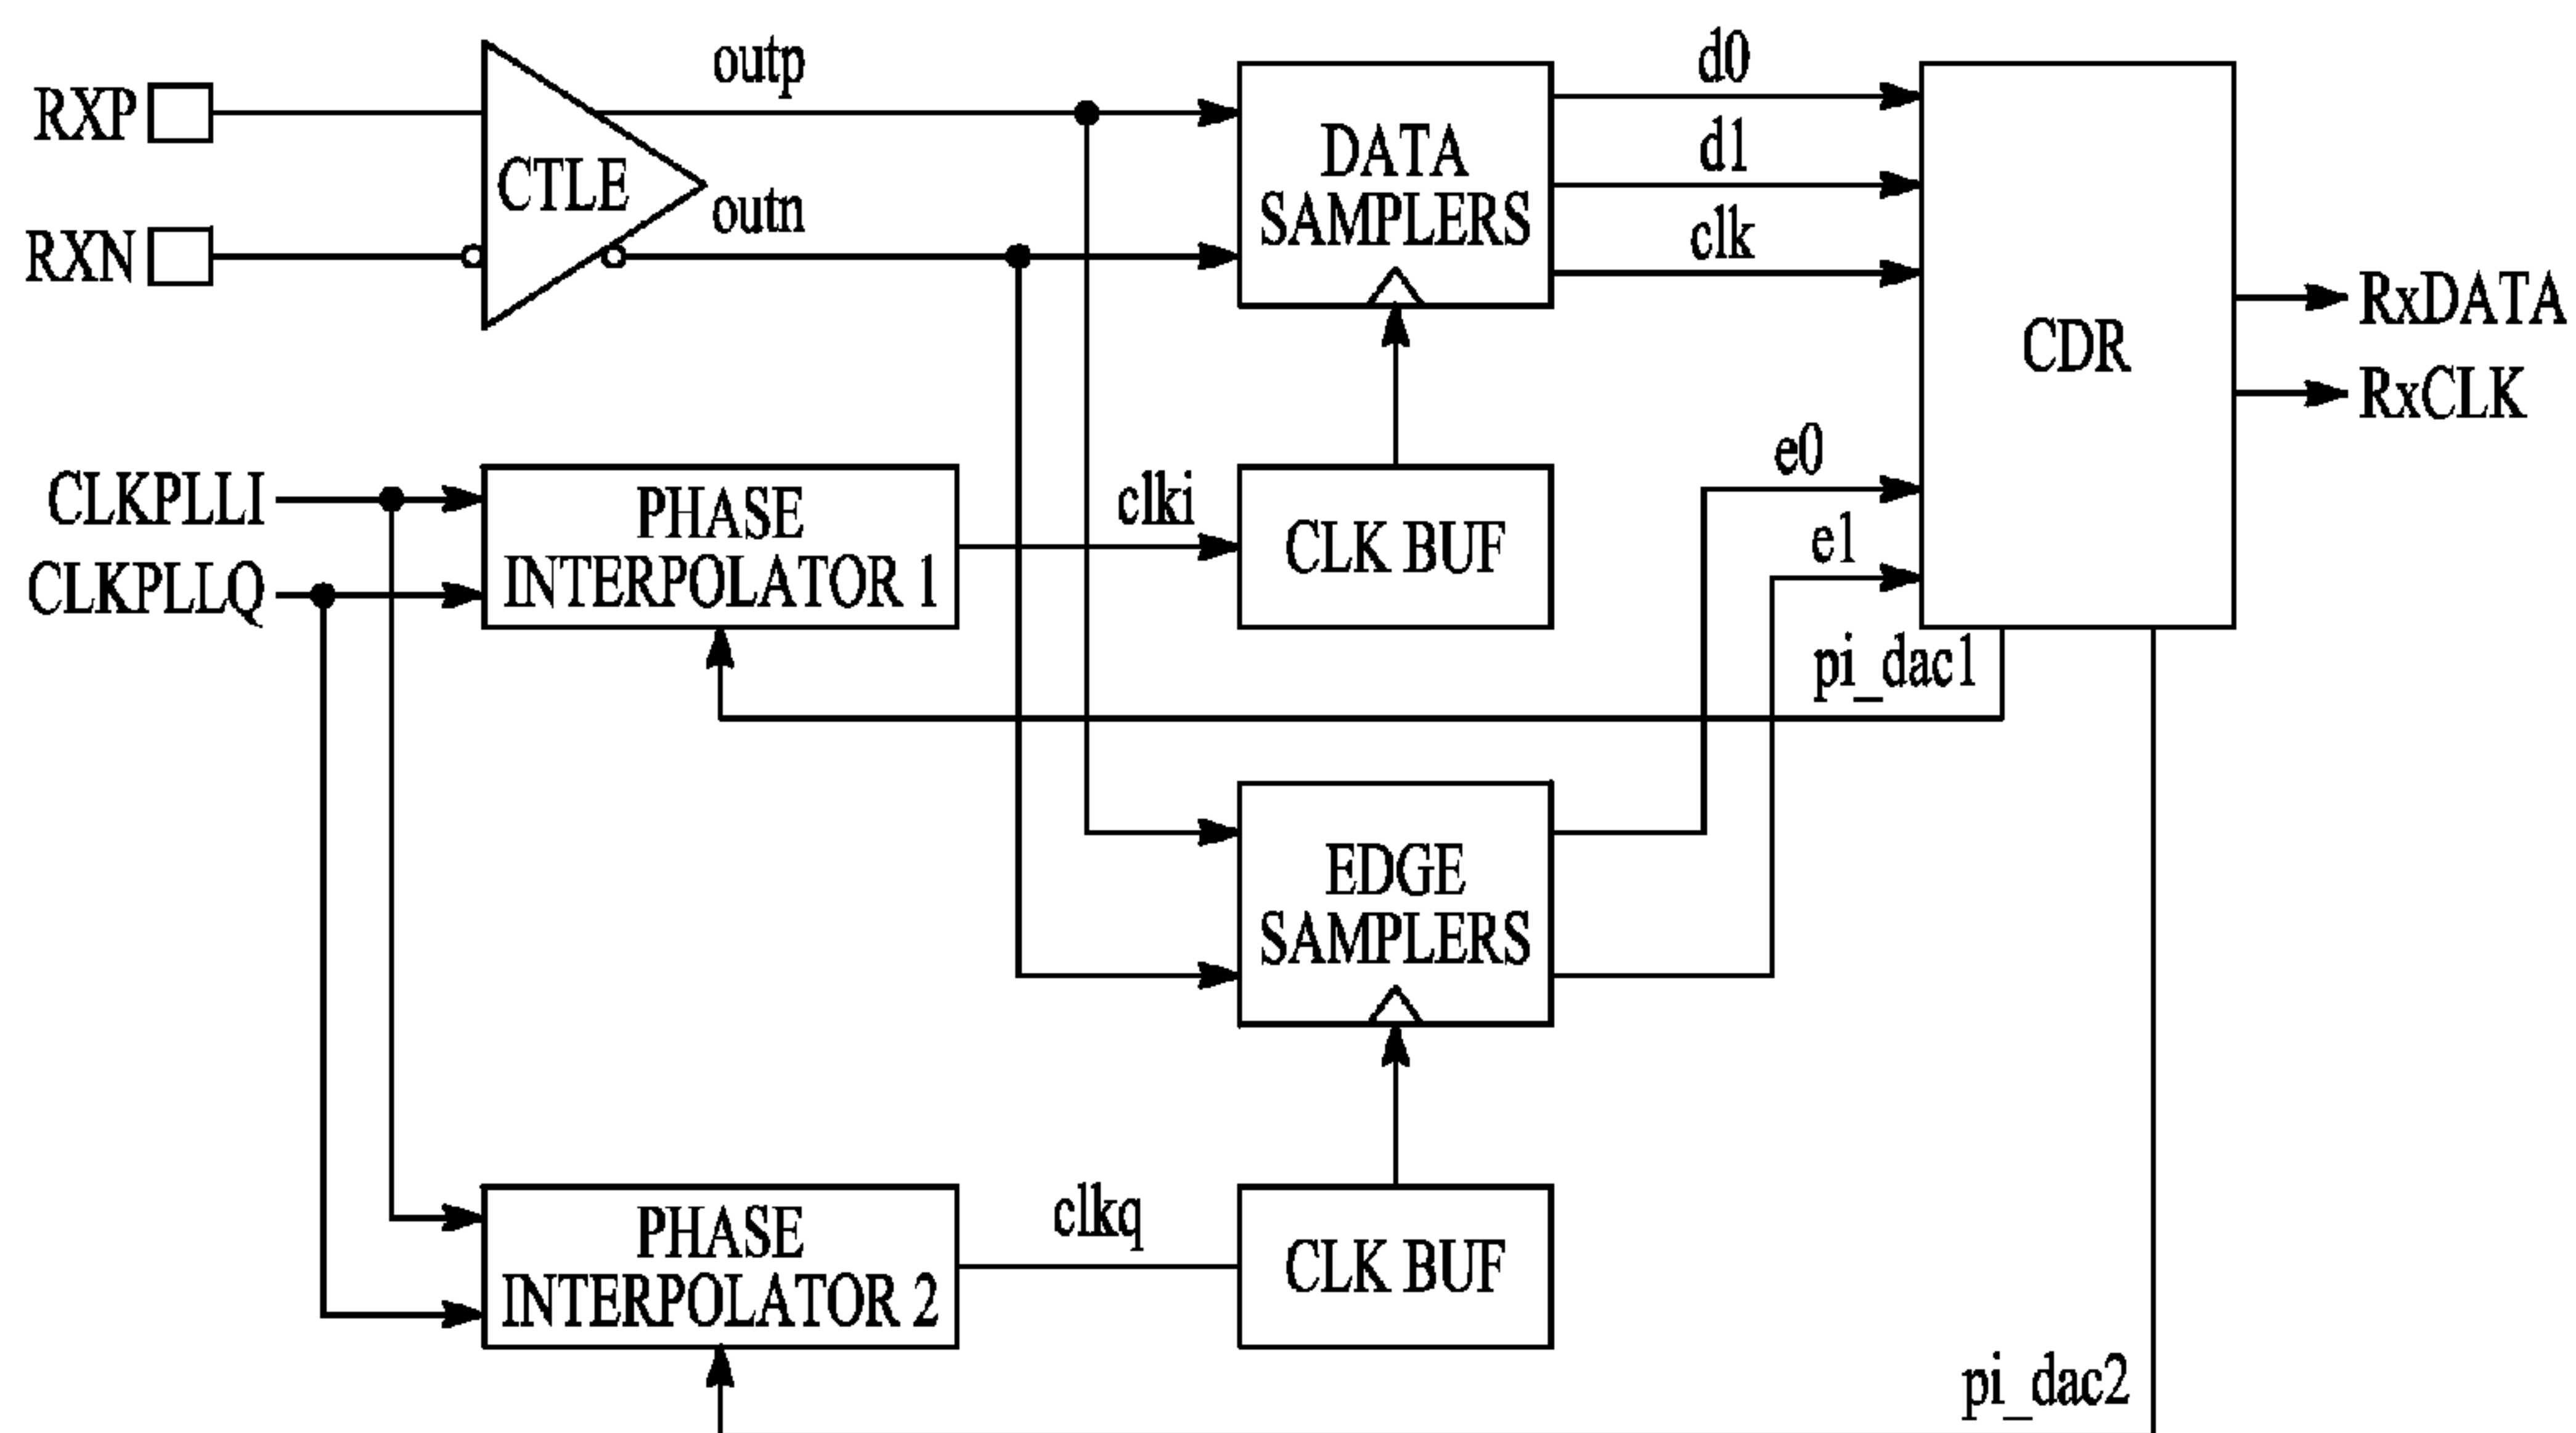 RXP
RXN
CTLE
outp
outn
DATA
SAMPLERS
d0
d1
clk
CDR
RxDATA
RxCLK
CLKPLLI
CLKPLLQ
PHASE
INTERPOLATOR 1
clki
CLK BUF
e0
e1
pi_dac1
EDGE
SAMPLERS
PHASE
INTERPOLATOR 2
clkq
CLK BUF
pi_dac2